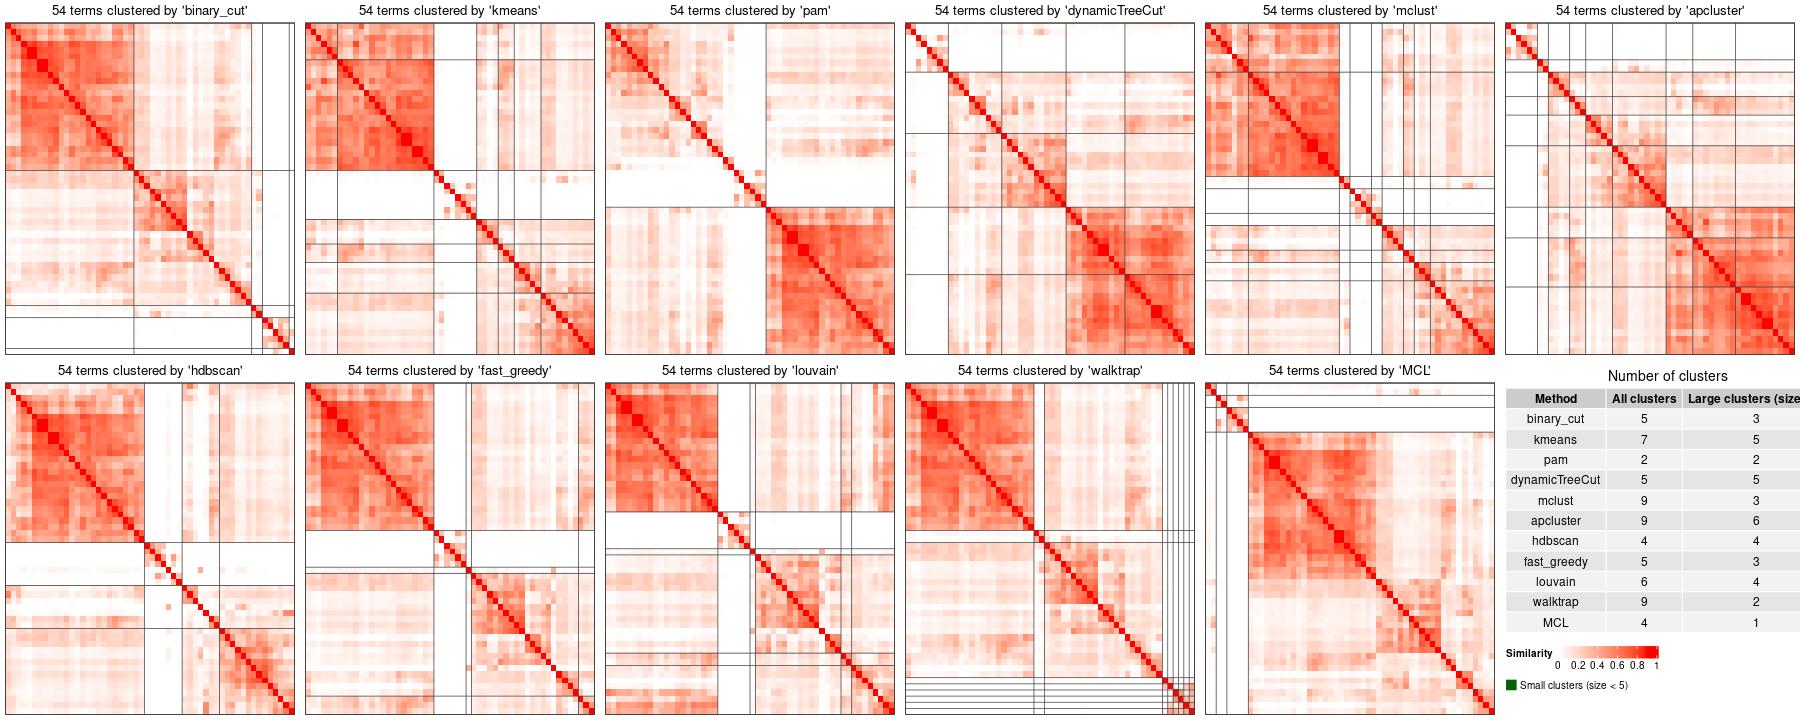 54 terms clustered by 'binary_cut'
54 terms clustered by 'kmeans'
54 terms clustered by 'pam'
54 terms clustered by 'dynamicTreeCut'
54 terms clustered by 'mclust'
54 terms clustered by 'apcluster'
54 terms clustered by 'hdbscan'
54 terms clustered by 'fast_greedy'
54 terms clustered by 'louvain'
54 terms clustered by 'walktrap'
54 terms clustered by 'MCL'
Number of clusters
Method All clusters Large clusters (size
binary_cut 5 3
kmeans 7 5
pam 2 2
dynamicTreeCut 5 5
mclust 9 3
apcluster 9 6
hdbscan 4 4
fast_greedy 5 3
louvain 6 4
walktrap 9 2
MCL 4 1
Similarity
0 0.2 0.4 0.6 0.8 1
Small clusters (size < 5)